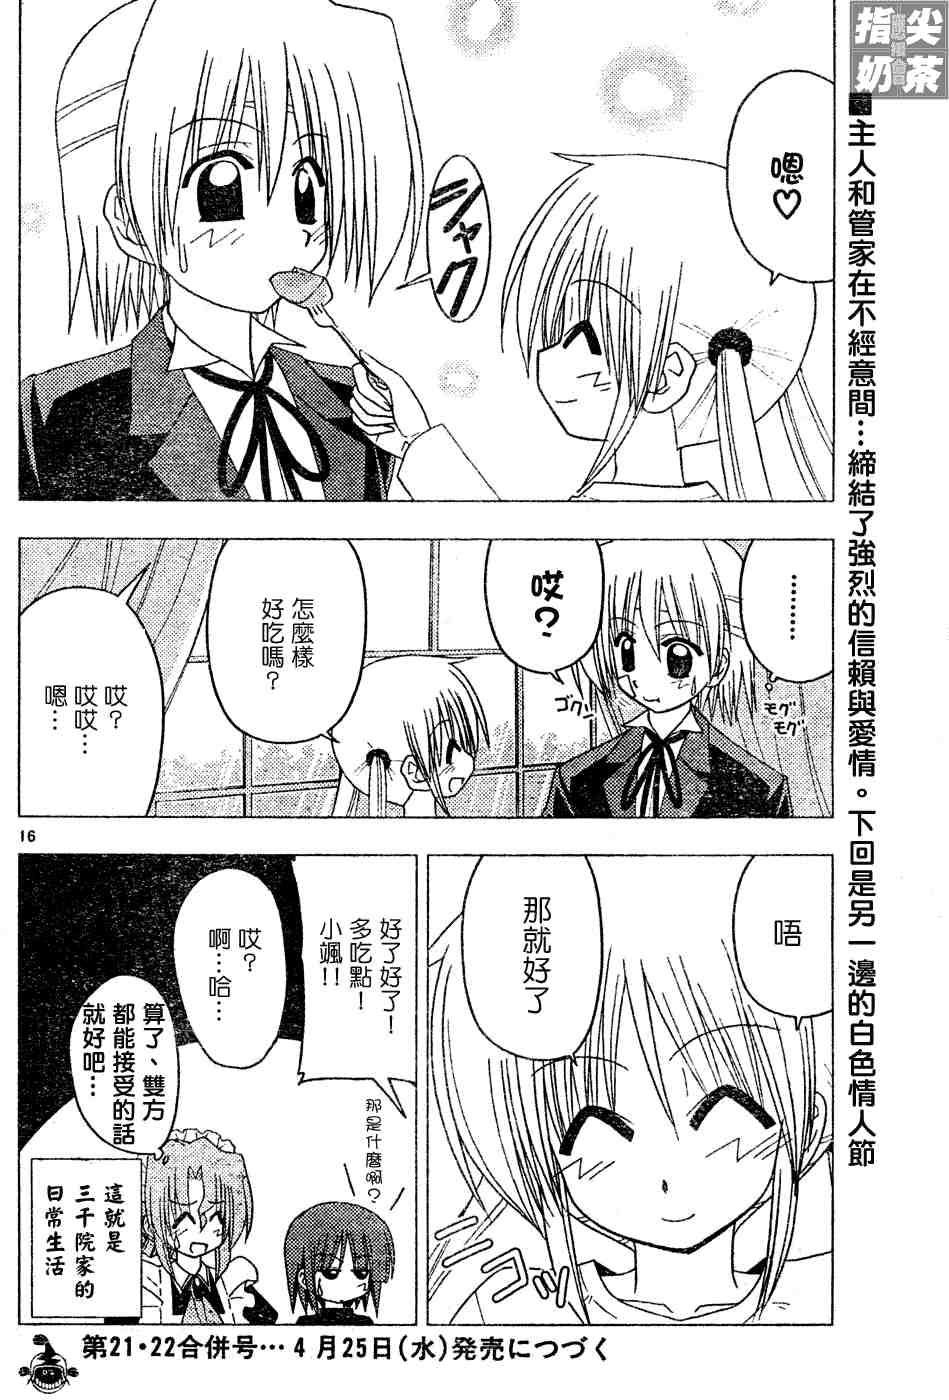 指尖
奶茶
■主人和管家在不經意間…締結了強烈的信賴與愛情。下回是另一邊的白色情人節
嗯♡
シャク
………
モグ
モグ
哎?
ゴクン
怎麼樣
好吃嗎?
哎?
哎哎…
嗯…
16
唔
那就好了
ニコッ
好了好了!
多吃點!
小颯!!
哎?
啊…哈…
那是什麼啊?
算了、雙方
都能接受的話
就好吧…
這就是
三千院家的
日常生活
第21・22合併号…4月25日(水)発売につづく